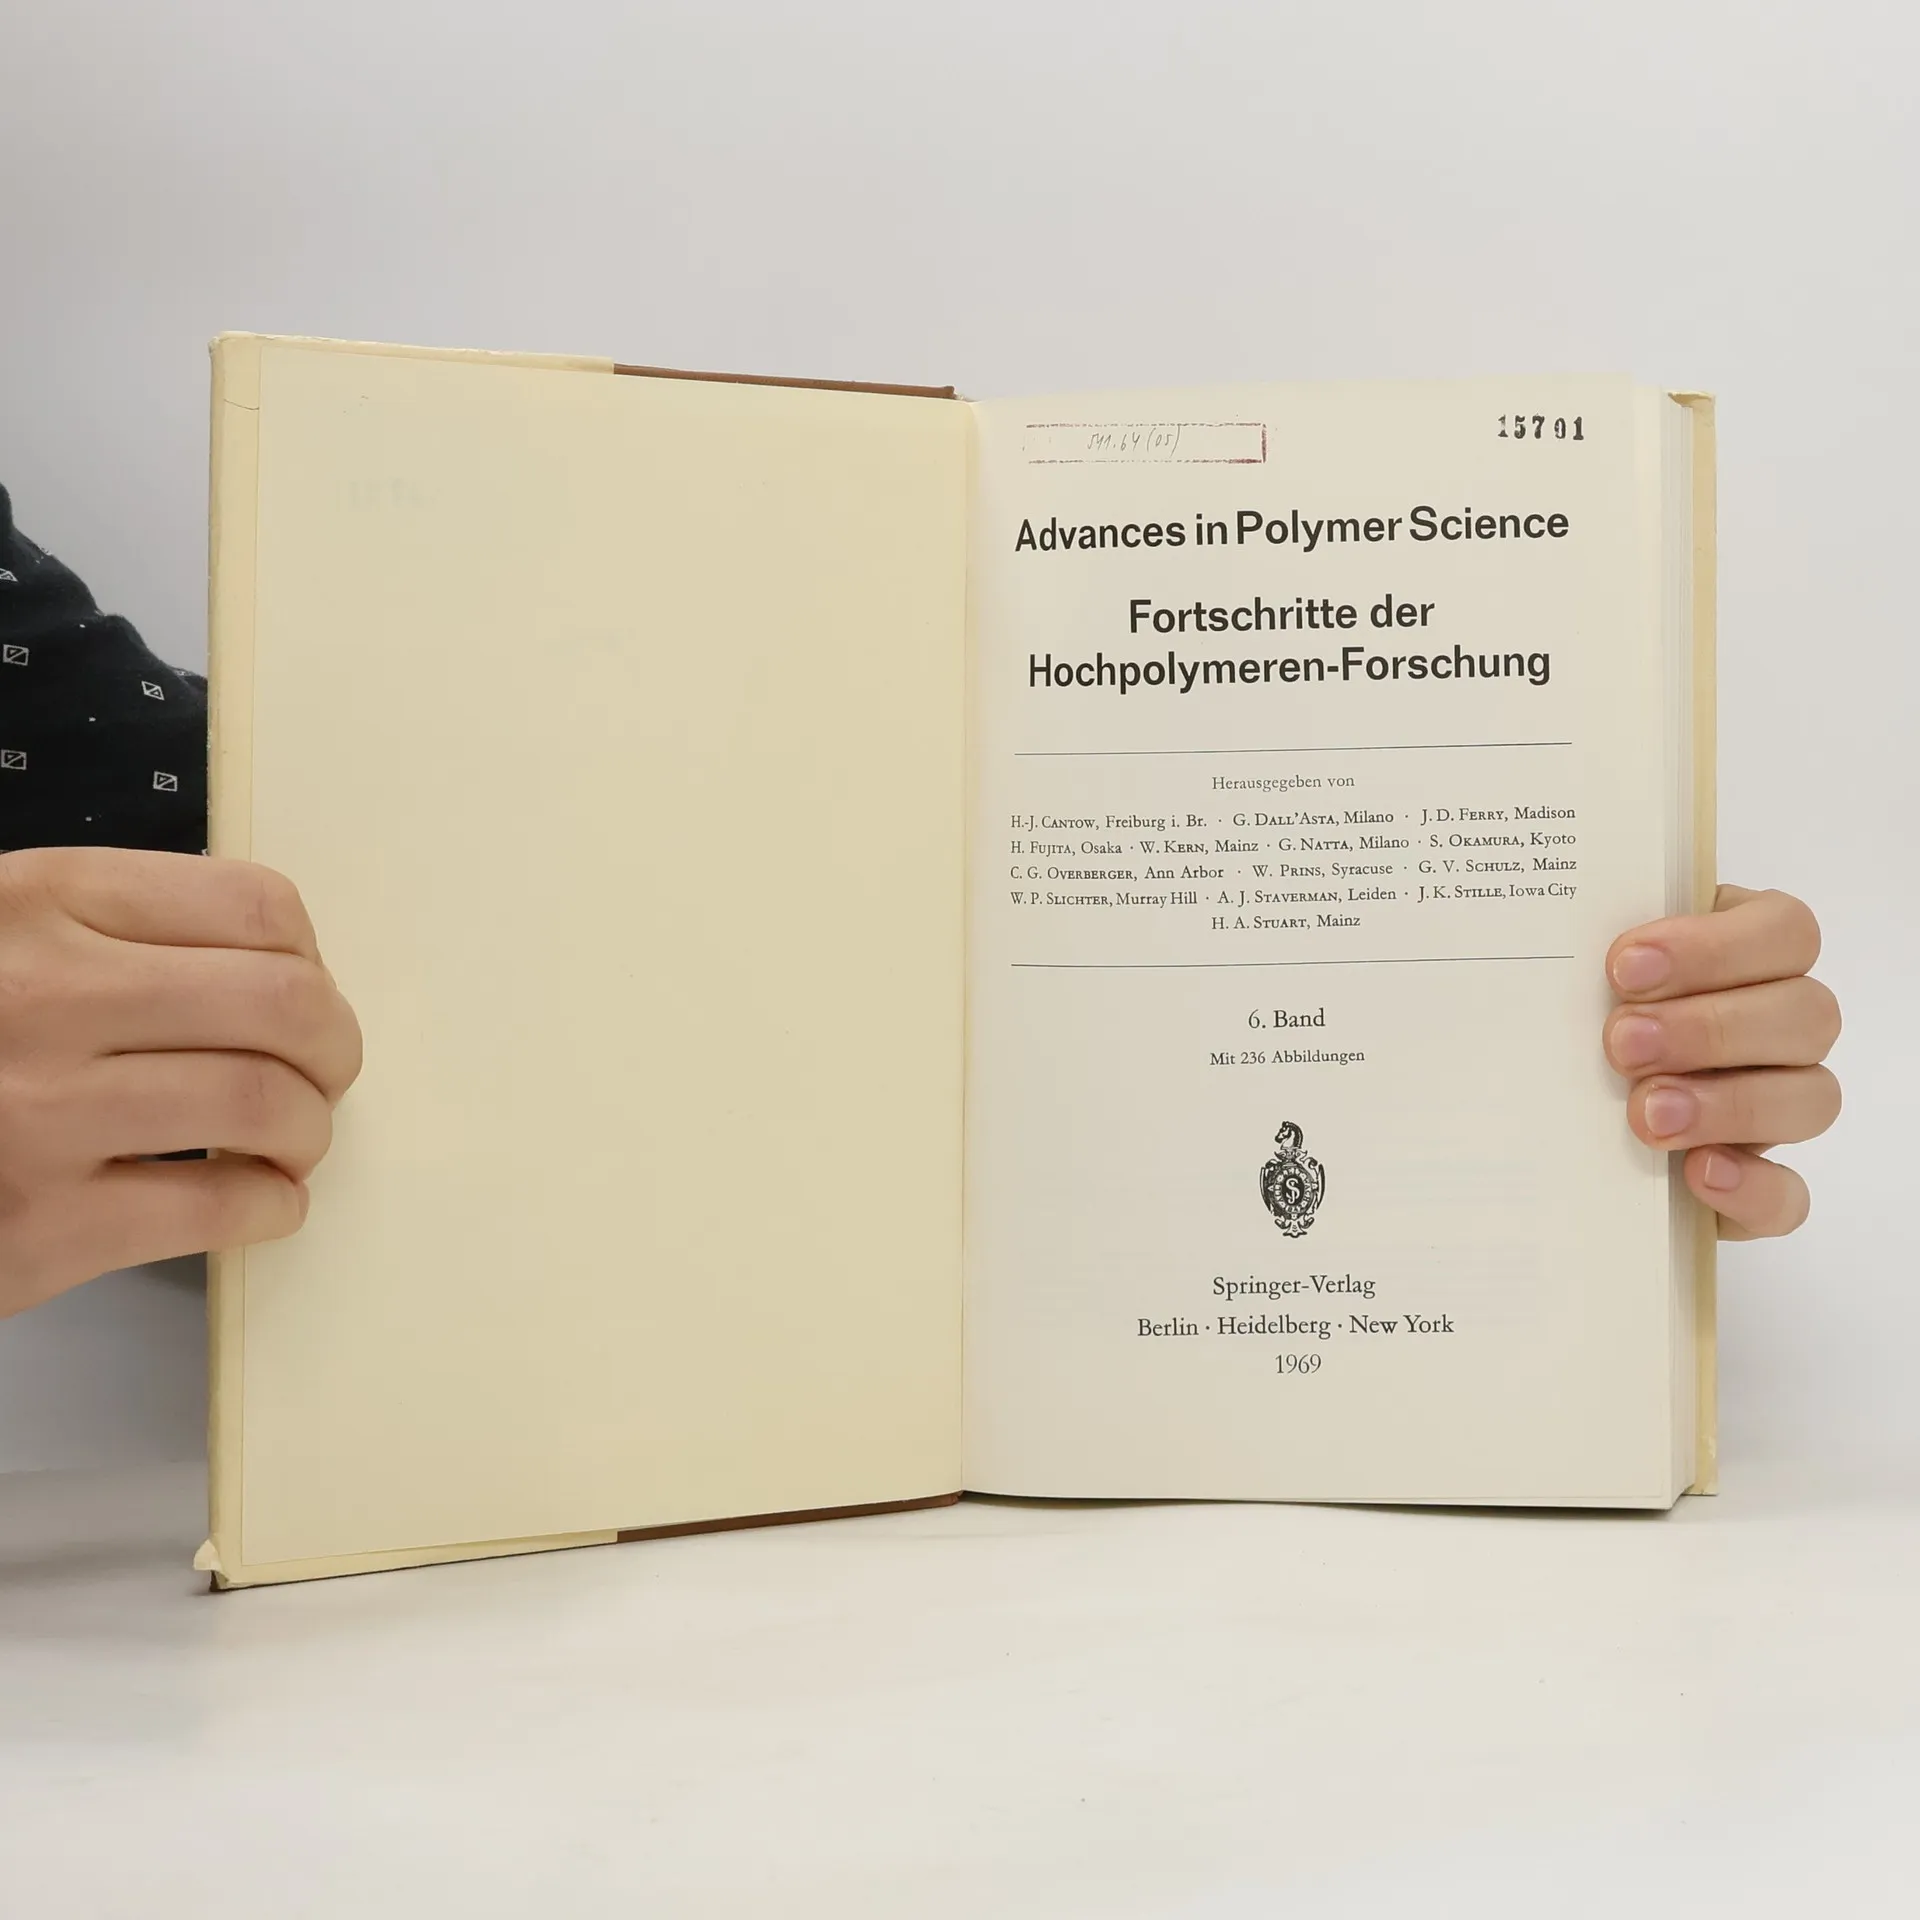 541.64 (05)
15701
Advances in Polymer Science
Fortschritte der
Hochpolymeren-Forschung
Herausgegeben von
H.-J. Cantow, Freiburg i. Br. · G. Dall'Asta, Milano · J. D. Ferry, Madison
H. Fujita, Osaka · W. Kern, Mainz · G. Natta, Milano · S. Okamura, Kyoto
C. G. Overberger, Ann Arbor · W. Prins, Syracuse · G. V. Schulz, Mainz
W. P. Slichter, Murray Hill · A. J. Staverman, Leiden · J. K. Stille, Iowa City
H. A. Stuart, Mainz
6. Band
Mit 236 Abbildungen
Springer-Verlag
Berlin · Heidelberg · New York
1969